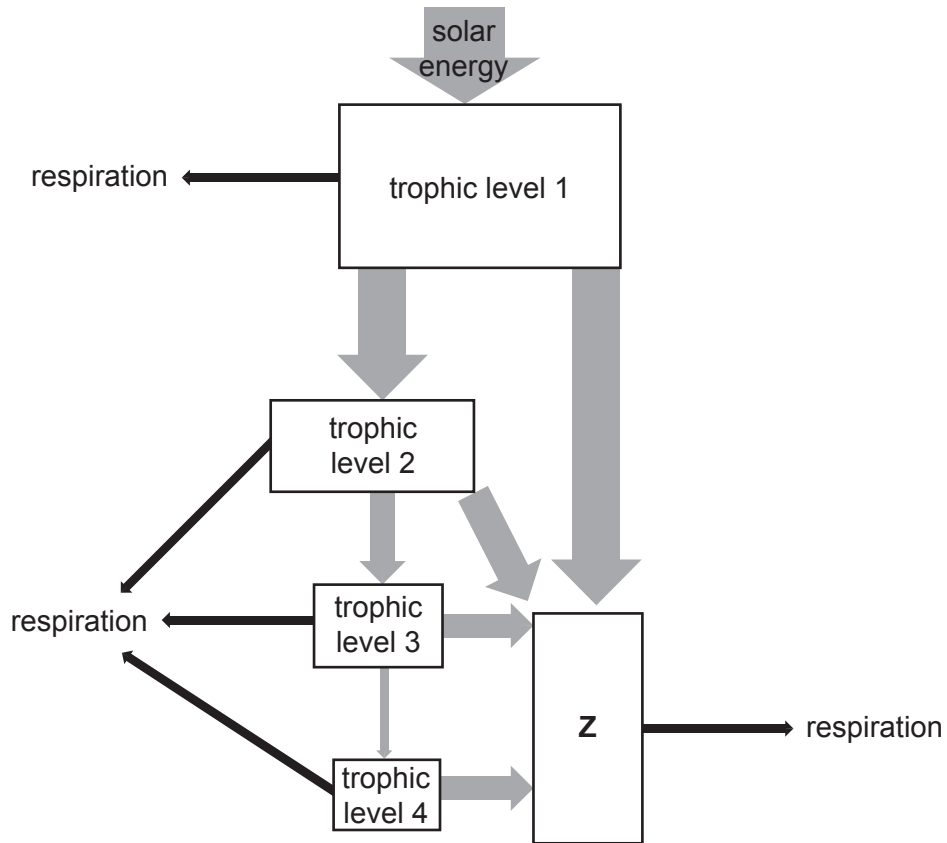 solar
energy
respiration
trophic level 1
trophic
level 2
respiration
trophic
level 3
Z
respiration
trophic
level 4